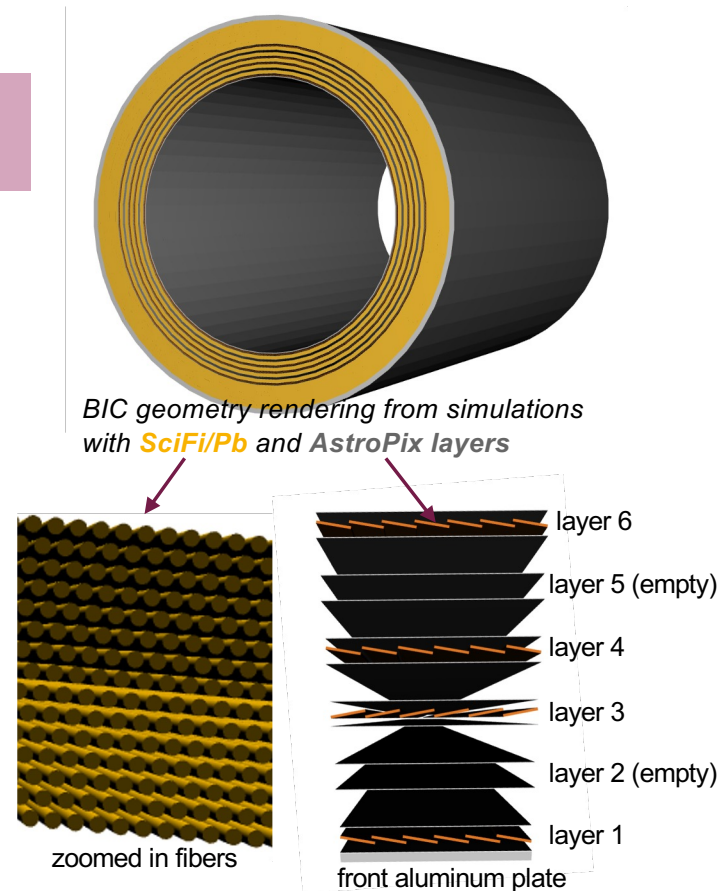 BIC geometry rendering from simulations
with SciFi/Pb and AstroPix layers
layer 6
layer 5 (empty)
layer 4
layer 3
layer 2 (empty)
layer 1
zoomed in fibers
front aluminum plate